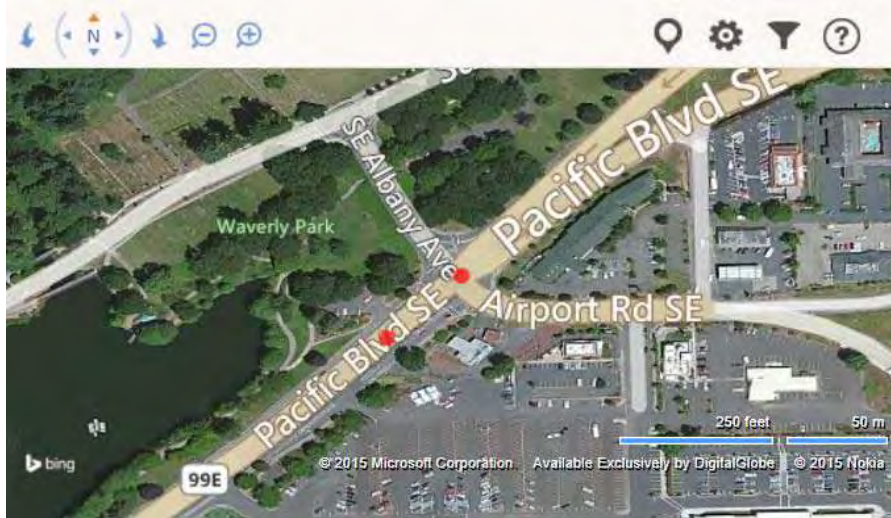 N
?
Pacific Blvd SE
SE Albany Ave
Waverly Park
Airport Rd SE
Pacific Blvd SE
250 feet
50 m
bing
99E
© 2015 Microsoft Corporation
Available Exclusively by DigitalGlobe
© 2015 Nokia